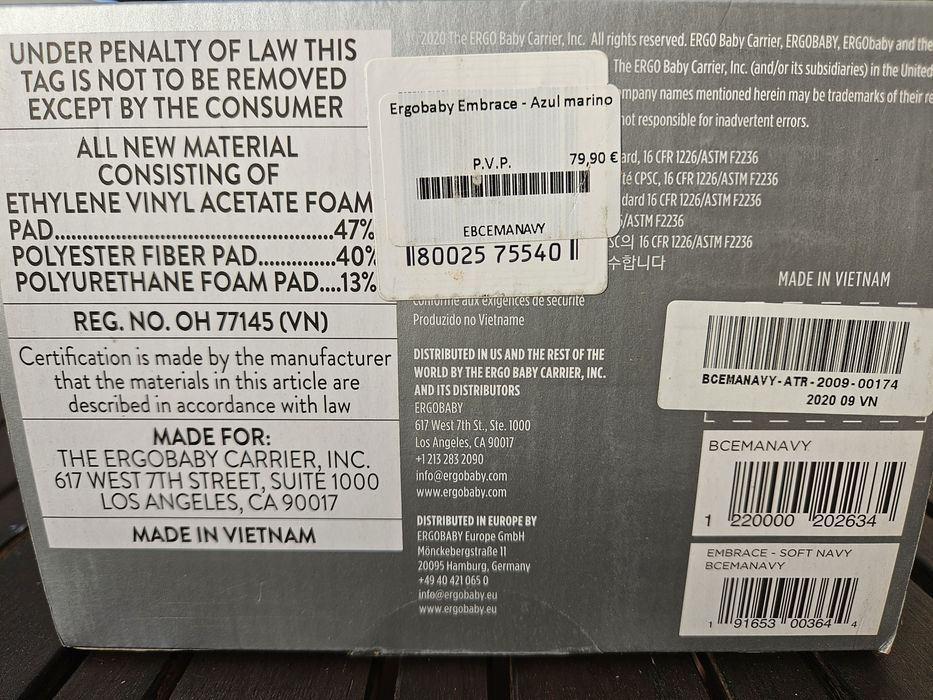 UNDER PENALTY OF LAW THIS
TAG IS NOT TO BE REMOVED
EXCEPT BY THE CONSUMER
ALL NEW MATERIAL
CONSISTING OF
ETHYLENE VINYL ACETATE FOAM
PAD..................................47%
POLYESTER FIBER PAD.............40%
POLYURETHANE FOAM PAD....13%
REG. NO. OH 77145 (VN)
Certification is made by the manufacturer
that the materials in this article are
described in accordance with law
MADE FOR:
THE ERGOBABY CARRIER, INC.
617 WEST 7TH STREET, SUITE 1000
LOS ANGELES, CA 90017
MADE IN VIETNAM
2020 The ERGO Baby Carrier, Inc. All rights reserved. ERGO Baby Carrier, ERGOBABY, ERGObaby and the
The ERGO Baby Carrier, Inc. (and/or its subsidiaries) in the United
names mentioned herein may be trademarks of their
not responsible for inadvertent errors.
Ergobaby Embrace - Azul marino
P.V.P. 79,90 €
EBCEMANAVY
80025 75540
16 CFR 1226/ASTM F2236
CPSC, 16 CFR 1226/ASTM F2236
16 CFR 1226/ASTM F2236
/ASTM F2236
16 CFR 1226/ASTM F2236
수합니다
conforme aux exigences de sécurité
Produzido no Vietname
DISTRIBUTED IN US AND THE REST OF THE
WORLD BY THE ERGO BABY CARRIER, INC.
AND ITS DISTRIBUTORS
ERGOBABY
617 West 7th St., Ste. 1000
Los Angeles, CA 90017
+1 213 283 2090
info@ergobaby.com
www.ergobaby.com
DISTRIBUTED IN EUROPE BY
ERGOBABY Europe GmbH
Mönckebergstraße 11
20095 Hamburg, Germany
+49 40 421 065 0
info@ergobaby.eu
www.ergobaby.eu
MADE IN VIETNAM
BCEMANAVY-ATR-2009-00174
2020 09 VN
BCEMANAVY
1 220000 202634
EMBRACE - SOFT NAVY
BCEMANAVY
1 91653 00364 4